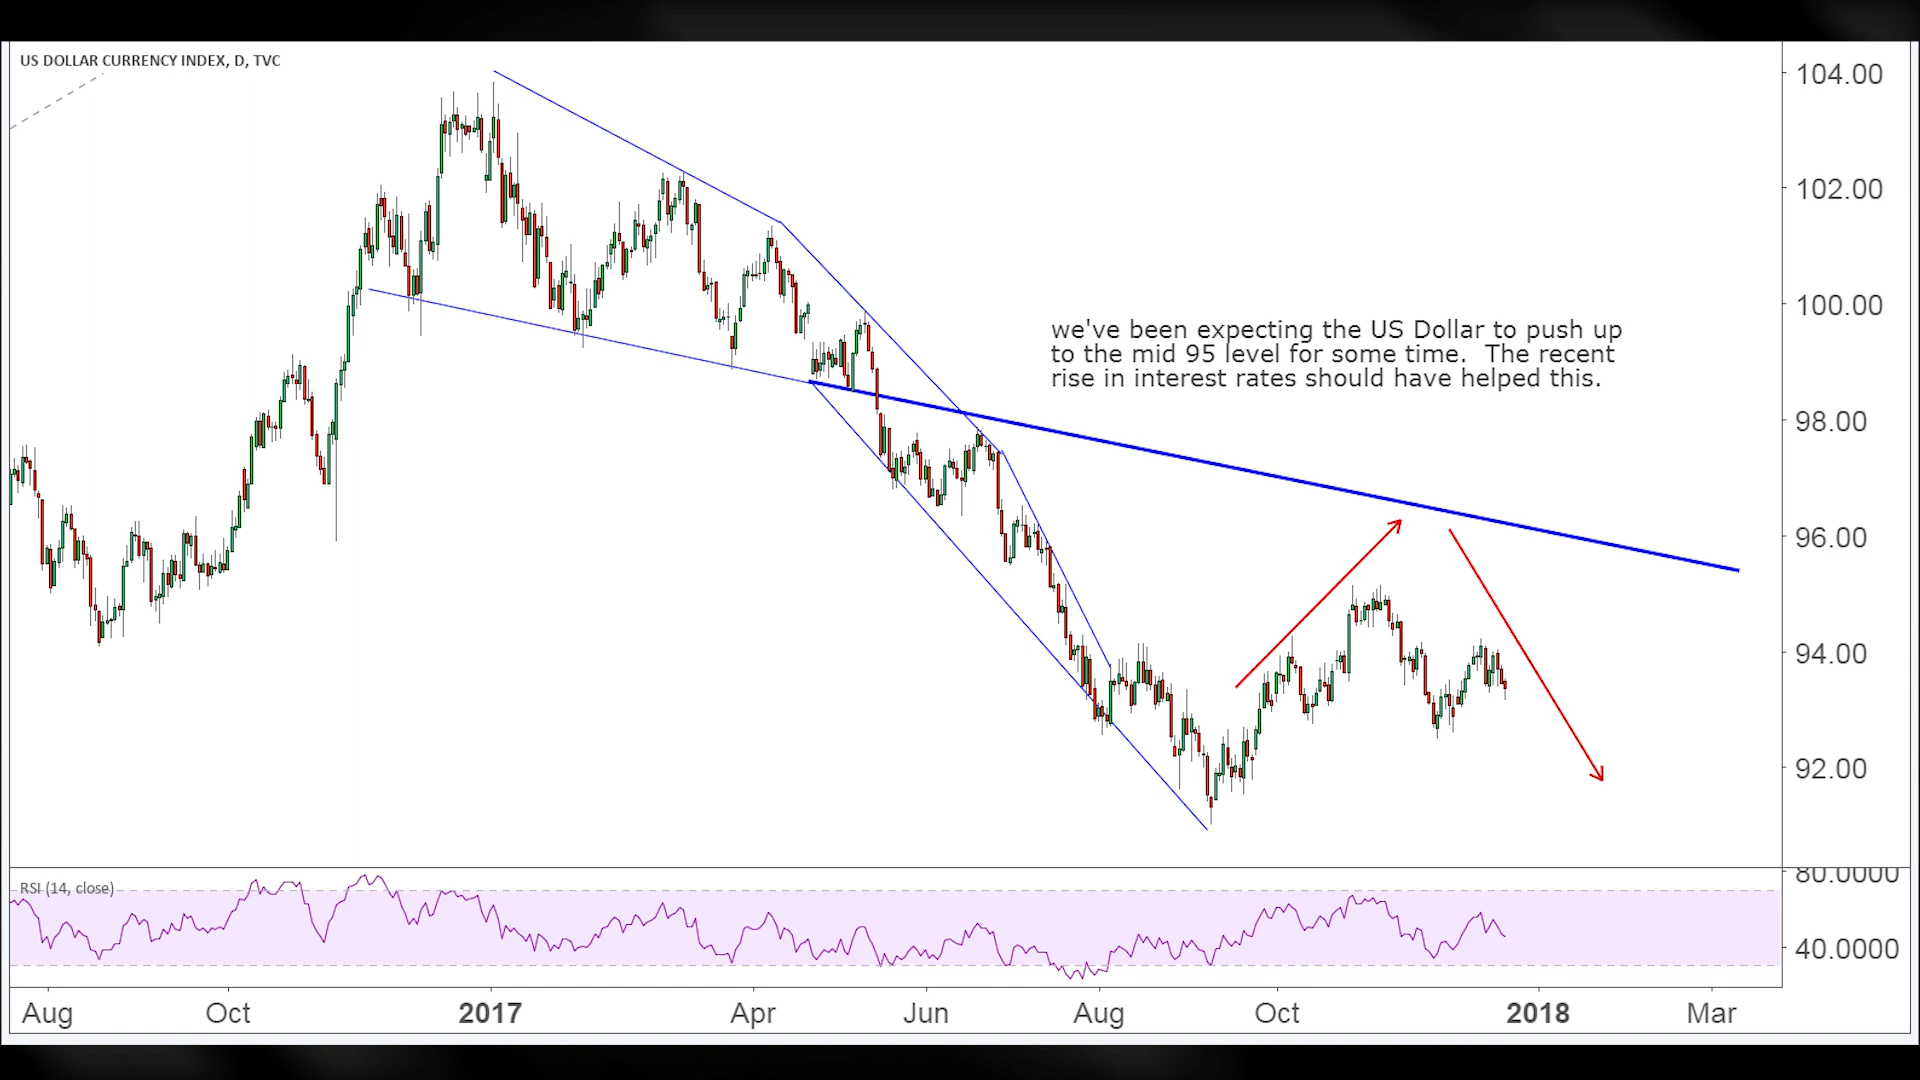 US DOLLAR CURRENCY INDEX, D, TVC
104.00
102.00
100.00
we've been expecting the US Dollar to push up
to the mid 95 level for some time.  The recent
rise in interest rates should have helped this.
98.00
96.00
94.00
92.00
RSI (14, close)
80.0000
40.0000
Aug Oct 2017 Apr Jun Aug Oct 2018 Mar